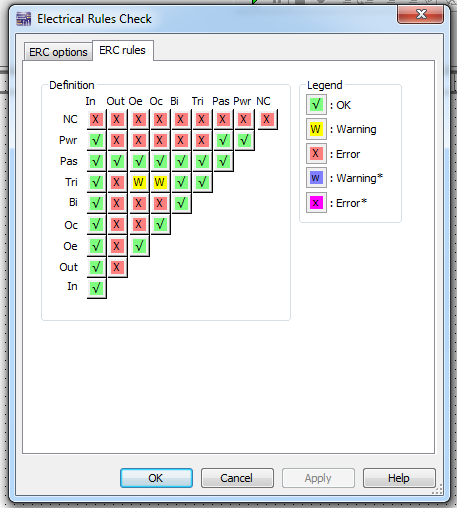 Electrical Rules Check
X
ERC options ERC rules
Definition
In Out Oe Oc Bi Tri Pas Pwr NC
NC X X X X X X X X X
Pwr √ X X X X X √ √
Pas √ √ √ √ √ √ √
Tri √ X W W √ √
Bi √ X X X √
Oc √ X X √
Oe √ X √
Out √ X
In √
Legend
√ : OK
W : Warning
X : Error
W : Warning*
X : Error*
OK Cancel Apply Help